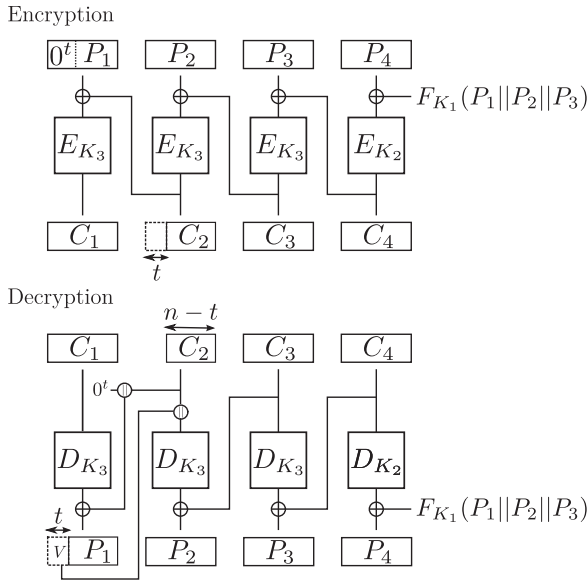 Encryption
0^t P_1 P_2 P_3 P_4
F_{K_1}(P_1||P_2||P_3)
E_{K_3} E_{K_3} E_{K_3} E_{K_2}
C_1 C_2 C_3 C_4
t
Decryption
n − t
C_1 C_2 C_3 C_4
0^t
D_{K_3} D_{K_3} D_{K_3} D_{K_2}
F_{K_1}(P_1||P_2||P_3)
t
V P_1 P_2 P_3 P_4